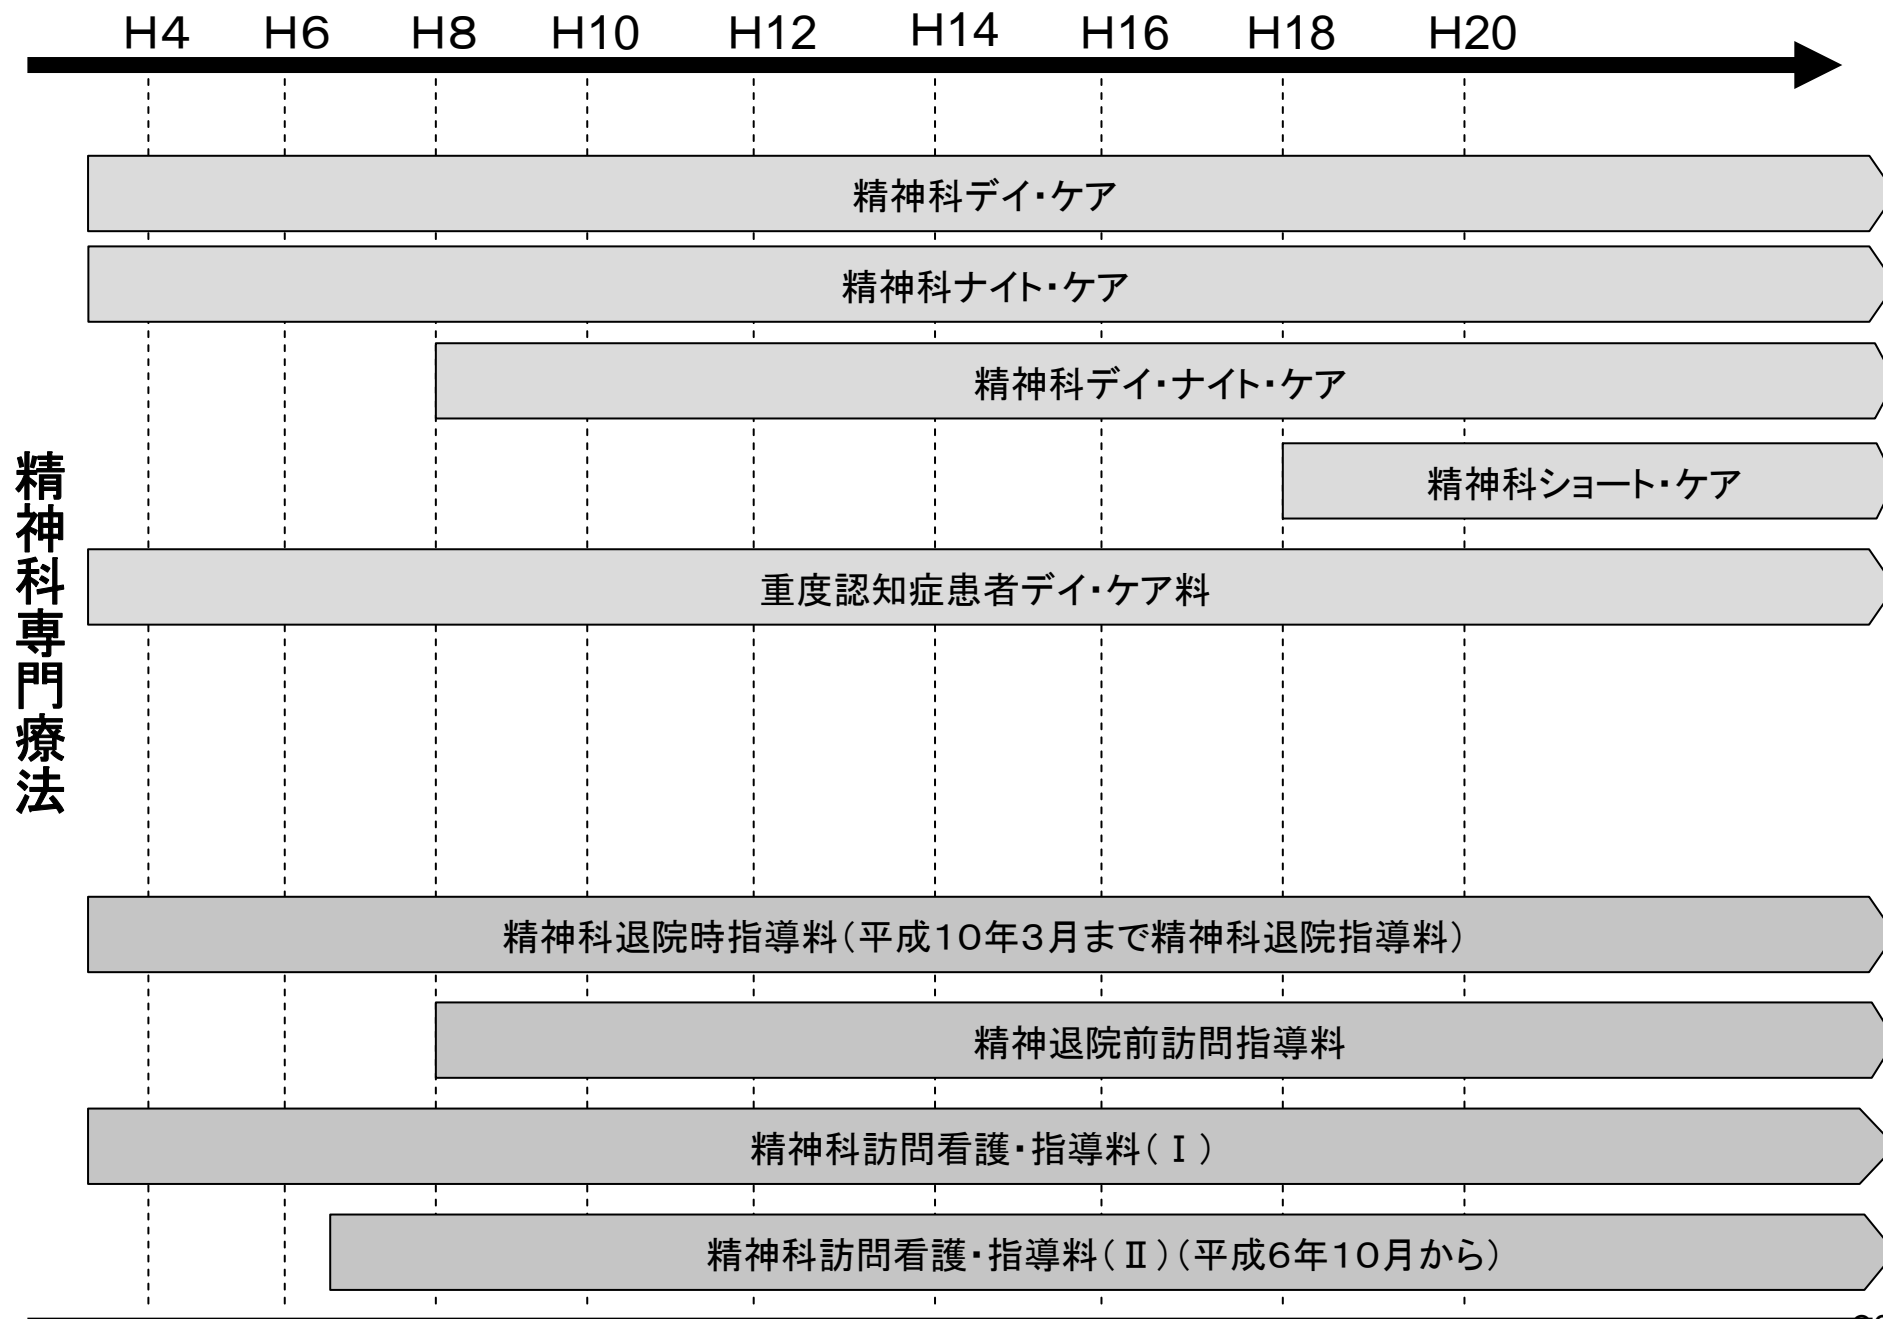 H4 H6 H8 H10 H12 H14 H16 H18 H20
精神科専門療法
精神科デイ・ケア
精神科ナイト・ケア
精神科デイ・ナイト・ケア
精神科ショート・ケア
重度認知症患者デイ・ケア料
精神科退院時指導料(平成10年3月まで精神科退院指導料)
精神退院前訪問指導料
精神科訪問看護・指導料(Ⅰ)
精神科訪問看護・指導料(Ⅱ)(平成6年10月から)